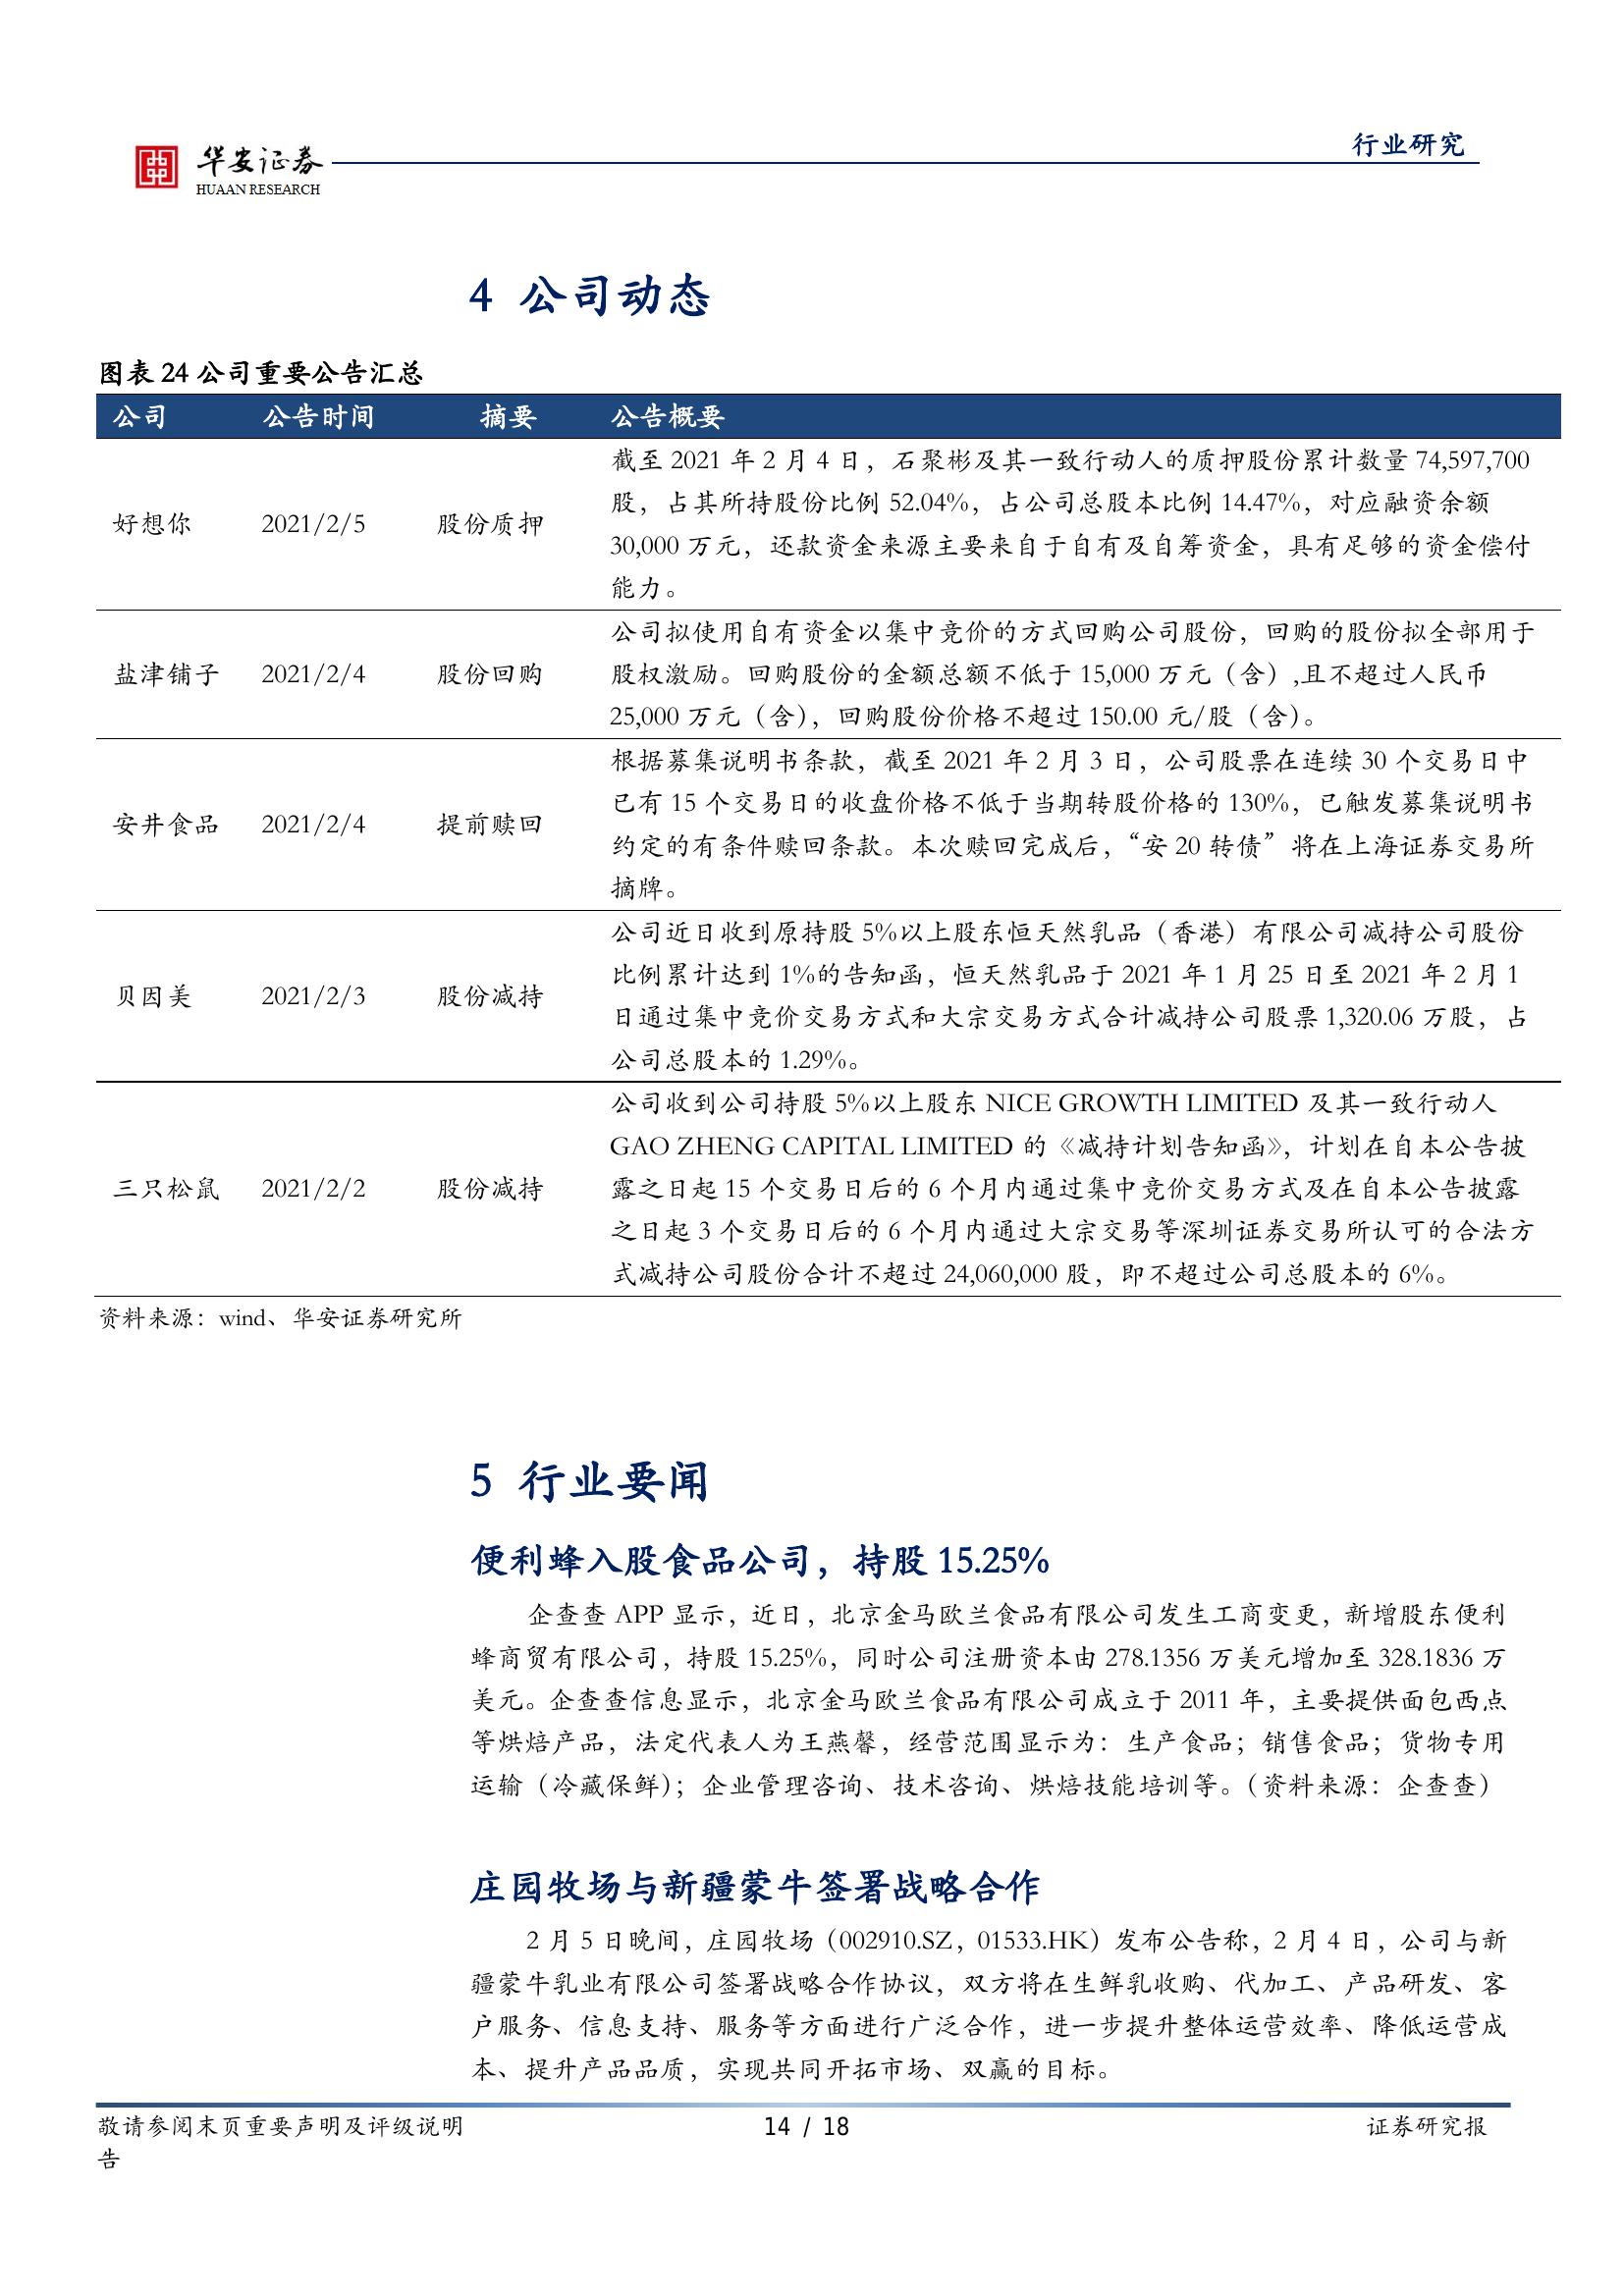 华安证券
HUAAN RESEARCH
行业研究
4 公司动态
图表 24 公司重要公告汇总
公司 公告时间 摘要 公告概要
好想你 2021/2/5 股份质押
截至 2021 年 2 月 4 日，石聚彬及其一致行动人的质押股份累计数量 74,597,700
股，占其所持股份比例 52.04%，占公司总股本比例 14.47%，对应融资余额
30,000 万元，还款资金来源主要来自于自有及自筹资金，具有足够的资金偿付
能力。
盐津铺子 2021/2/4 股份回购
公司拟使用自有资金以集中竞价的方式回购公司股份，回购的股份拟全部用于
股权激励。回购股份的金额总额不低于 15,000 万元（含）,且不超过人民币
25,000 万元（含），回购股份价格不超过 150.00 元/股（含）。
安井食品 2021/2/4 提前赎回
根据募集说明书条款，截至 2021 年 2 月 3 日，公司股票在连续 30 个交易日中
已有 15 个交易日的收盘价格不低于当期转股价格的 130%，已触发募集说明书
约定的有条件赎回条款。本次赎回完成后，“安 20 转债”将在上海证券交易所
摘牌。
贝因美 2021/2/3 股份减持
公司近日收到原持股 5%以上股东恒天然乳品（香港）有限公司减持公司股份
比例累计达到 1%的告知函，恒天然乳品于 2021 年 1 月 25 日至 2021 年 2 月 1
日通过集中竞价交易方式和大宗交易方式合计减持公司股票 1,320.06 万股，占
公司总股本的 1.29%。
三只松鼠 2021/2/2 股份减持
公司收到公司持股 5%以上股东 NICE GROWTH LIMITED 及其一致行动人
GAO ZHENG CAPITAL LIMITED 的《减持计划告知函》，计划在自本公告披
露之日起 15 个交易日后的 6 个月内通过集中竞价交易方式及在自本公告披露
之日起 3 个交易日后的 6 个月内通过大宗交易等深圳证券交易所认可的合法方
式减持公司股份合计不超过 24,060,000 股，即不超过公司总股本的 6%。
资料来源：wind、华安证券研究所
5 行业要闻
便利蜂入股食品公司，持股 15.25%
企查查 APP 显示，近日，北京金马欧兰食品有限公司发生工商变更，新增股东便利
蜂商贸有限公司，持股 15.25%，同时公司注册资本由 278.1356 万美元增加至 328.1836 万
美元。企查查信息显示，北京金马欧兰食品有限公司成立于 2011 年，主要提供面包西点
等烘焙产品，法定代表人为王燕馨，经营范围显示为：生产食品；销售食品；货物专用
运输（冷藏保鲜）；企业管理咨询、技术咨询、烘焙技能培训等。（资料来源：企查查）
庄园牧场与新疆蒙牛签署战略合作
2 月 5 日晚间，庄园牧场（002910.SZ，01533.HK）发布公告称，2 月 4 日，公司与新
疆蒙牛乳业有限公司签署战略合作协议，双方将在生鲜乳收购、代加工、产品研发、客
户服务、信息支持、服务等方面进行广泛合作，进一步提升整体运营效率、降低运营成
本、提升产品品质，实现共同开拓市场、双赢的目标。
敬请参阅末页重要声明及评级说明 14 / 18 证券研究报
告